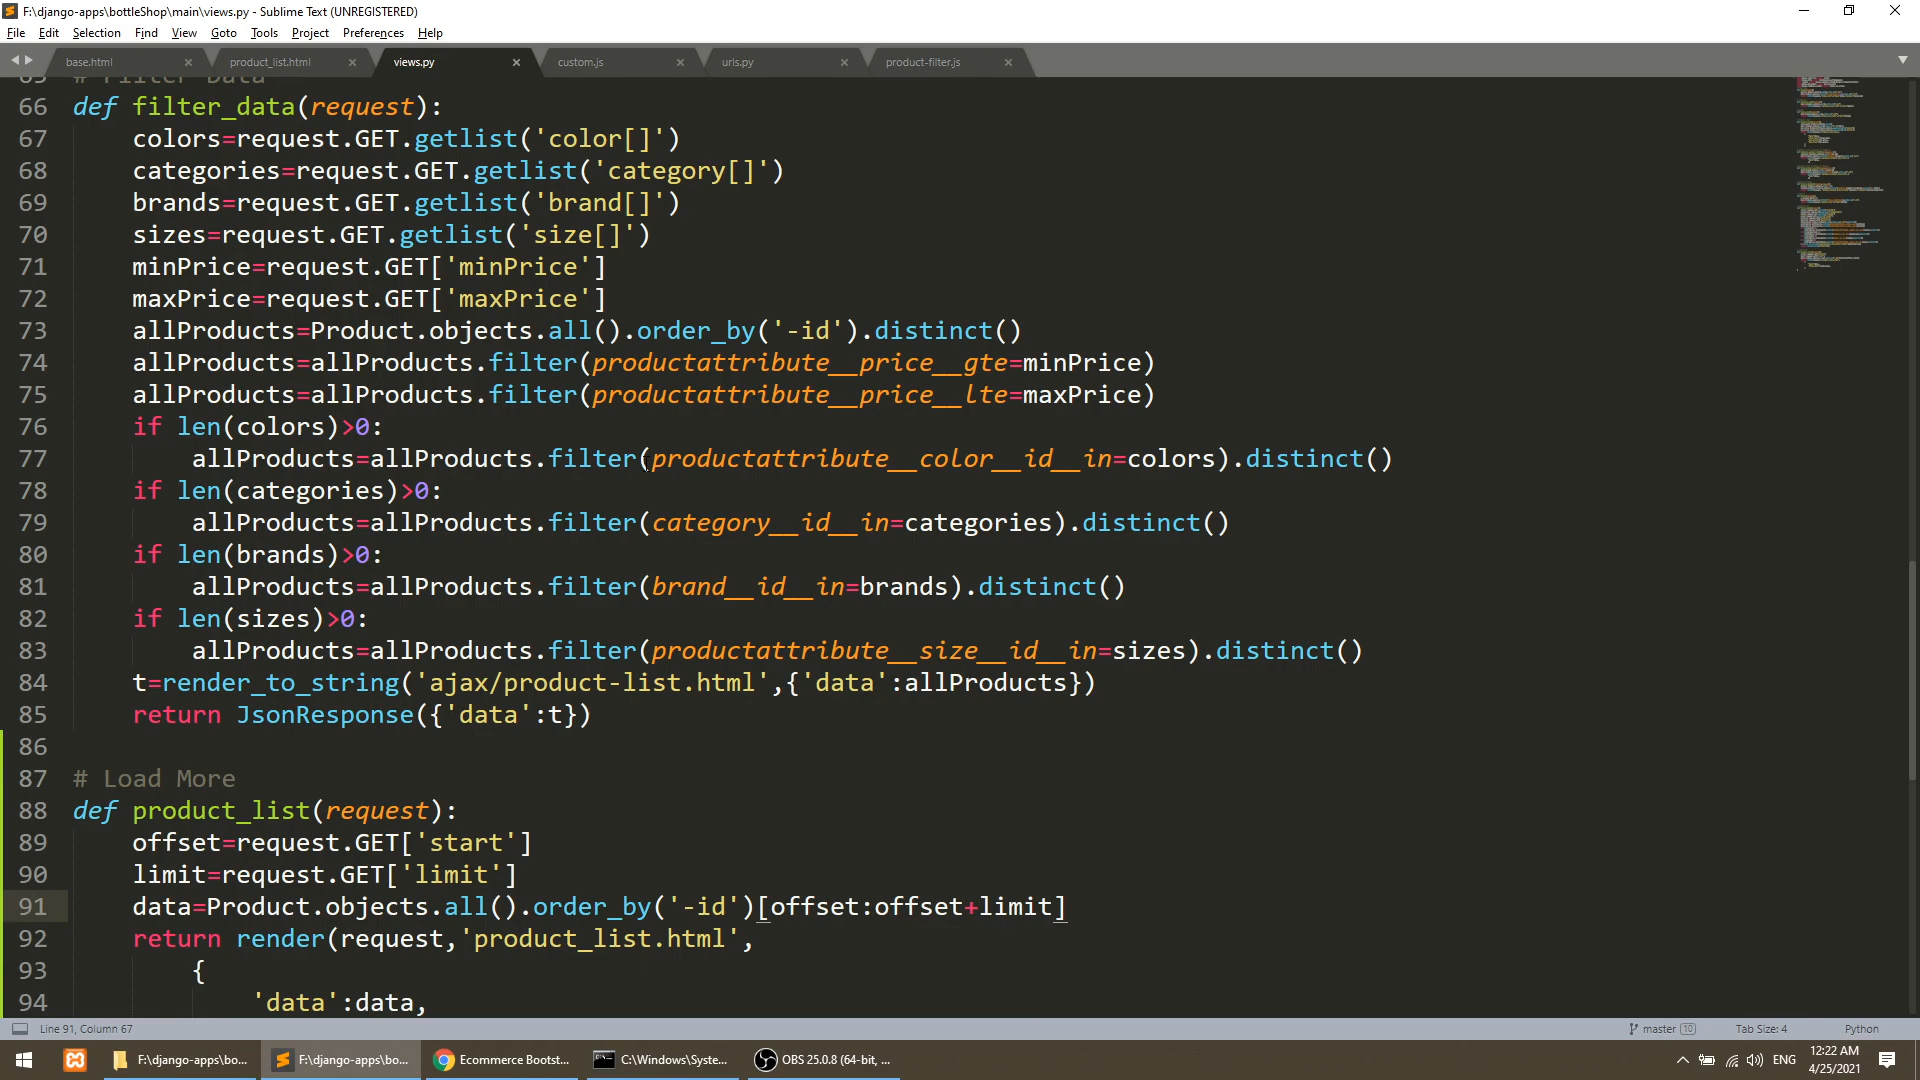 F:\django-apps\bottleShop\main\views.py - Sublime Text (UNREGISTERED)
File Edit Selection Find View Goto Tools Project Preferences Help
base.html product_list.html views.py custom.js urls.py product-filter.js
65 # Filter Data
66 def filter_data(request):
67 colors=request.GET.getlist('color[]')
68 categories=request.GET.getlist('category[]')
69 brands=request.GET.getlist('brand[]')
70 sizes=request.GET.getlist('size[]')
71 minPrice=request.GET['minPrice']
72 maxPrice=request.GET['maxPrice']
73 allProducts=Product.objects.all().order_by('-id').distinct()
74 allProducts=allProducts.filter(productattribute__price__gte=minPrice)
75 allProducts=allProducts.filter(productattribute__price__lte=maxPrice)
76 if len(colors)>0:
77 allProducts=allProducts.filter(productattribute__color__id__in=colors).distinct()
78 if len(categories)>0:
79 allProducts=allProducts.filter(category__id__in=categories).distinct()
80 if len(brands)>0:
81 allProducts=allProducts.filter(brand__id__in=brands).distinct()
82 if len(sizes)>0:
83 allProducts=allProducts.filter(productattribute__size__id__in=sizes).distinct()
84 t=render_to_string('ajax/product-list.html',{'data':allProducts})
85 return JsonResponse({'data':t})
86
87 # Load More
88 def product_list(request):
89 offset=request.GET['start']
90 limit=request.GET['limit']
91 data=Product.objects.all().order_by('-id')[offset:offset+limit]
92 return render(request,'product_list.html',
93 {
94 'data':data,
Line 91, Column 67 master 10 Tab Size: 4 Python
F:\django-apps\bo... F:\django-apps\bo... Ecommerce Bootst... C:\Windows\Syste... OBS 25.0.8 (64-bit, ... ENG 12:22 AM
4/25/2021